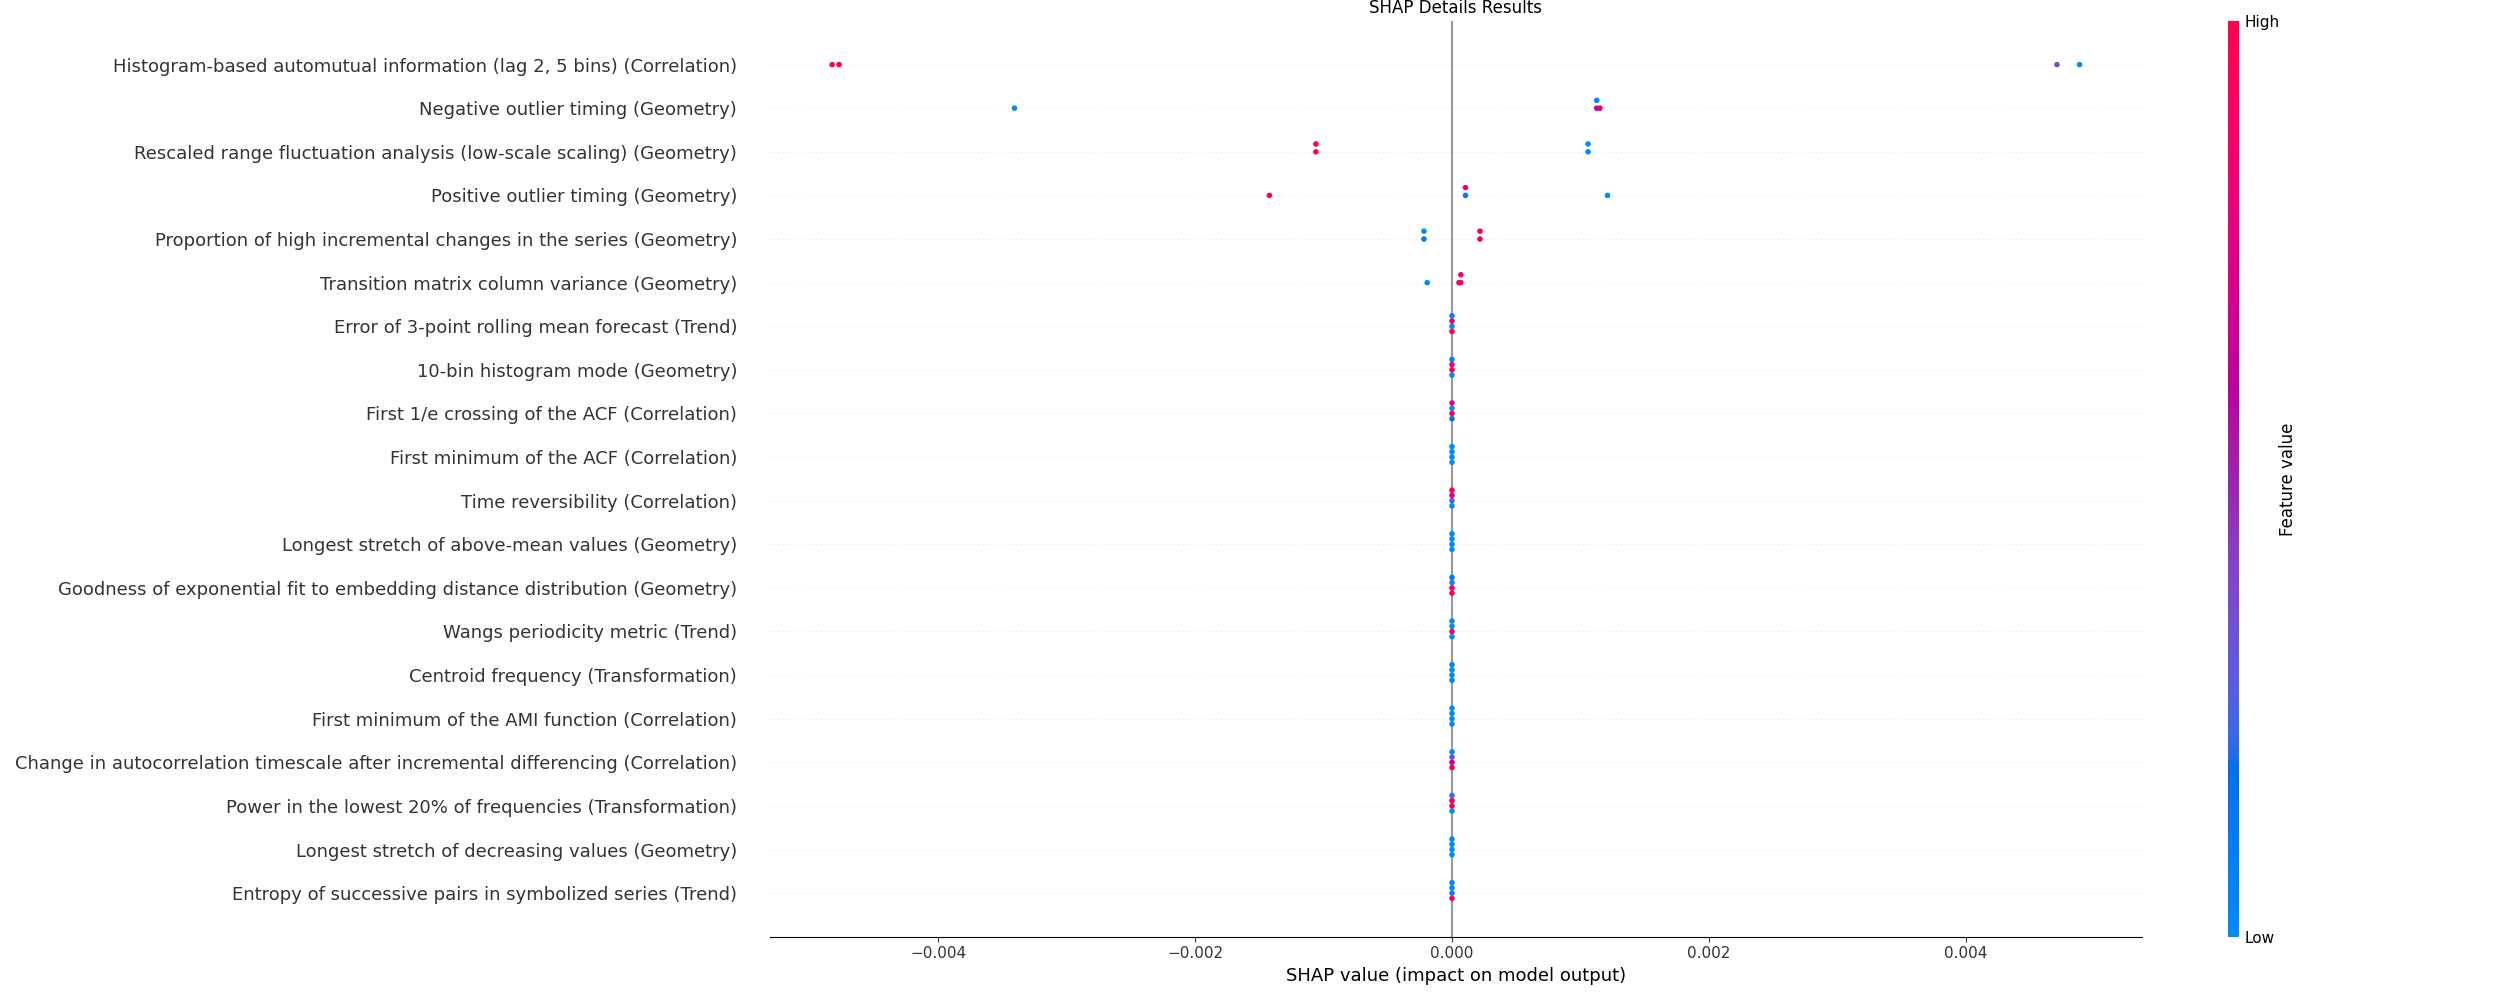 SHAP Details Results
High
Histogram-based automutual information (lag 2, 5 bins) (Correlation)
Negative outlier timing (Geometry)
Rescaled range fluctuation analysis (low-scale scaling) (Geometry)
Positive outlier timing (Geometry)
Proportion of high incremental changes in the series (Geometry)
Transition matrix column variance (Geometry)
Error of 3-point rolling mean forecast (Trend)
10-bin histogram mode (Geometry)
First 1/e crossing of the ACF (Correlation)
First minimum of the ACF (Correlation)
Time reversibility (Correlation)
Longest stretch of above-mean values (Geometry)
Goodness of exponential fit to embedding distance distribution (Geometry)
Wangs periodicity metric (Trend)
Centroid frequency (Transformation)
First minimum of the AMI function (Correlation)
Change in autocorrelation timescale after incremental differencing (Correlation)
Power in the lowest 20% of frequencies (Transformation)
Longest stretch of decreasing values (Geometry)
Entropy of successive pairs in symbolized series (Trend)
Feature value
Low
−0.004 −0.002 0.000 0.002 0.004
SHAP value (impact on model output)